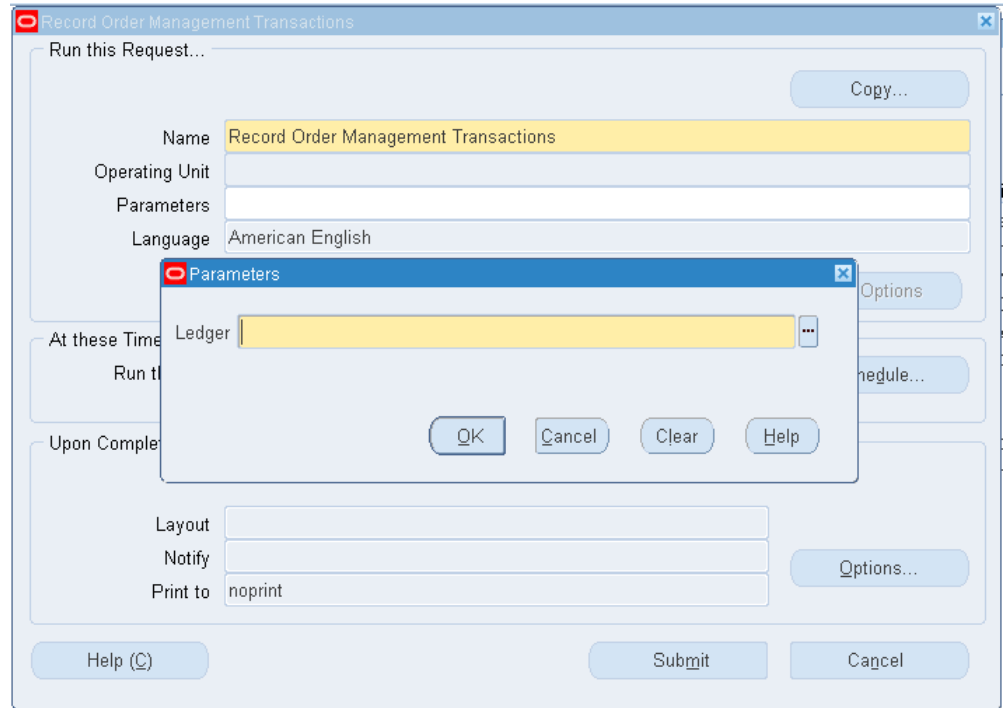 Record Order Management Transactions
Run this Request...
Copy...
Name Record Order Management Transactions
Operating Unit
Parameters
Language American English
Parameters
Options
Ledger
At these Time
Run th
hedule...
OK Cancel Clear Help
Upon Complet
Layout
Notify
Options...
Print to noprint
Help (C) Submit Cancel